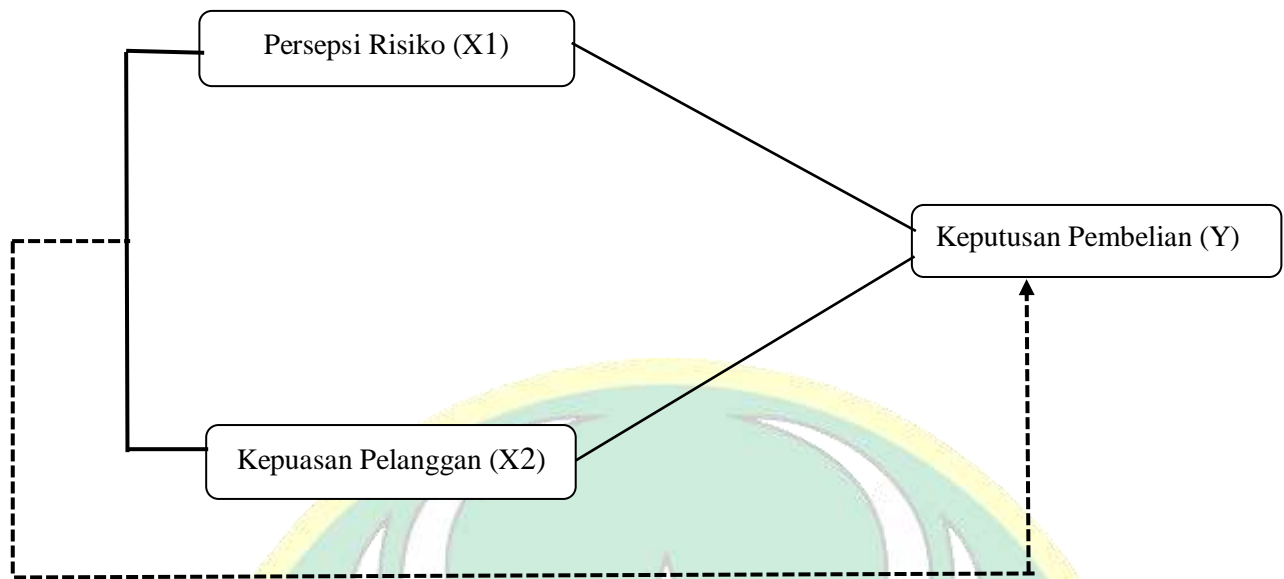 Persepsi Risiko (X1)
Keputusan Pembelian (Y)
Kepuasan Pelanggan (X2)